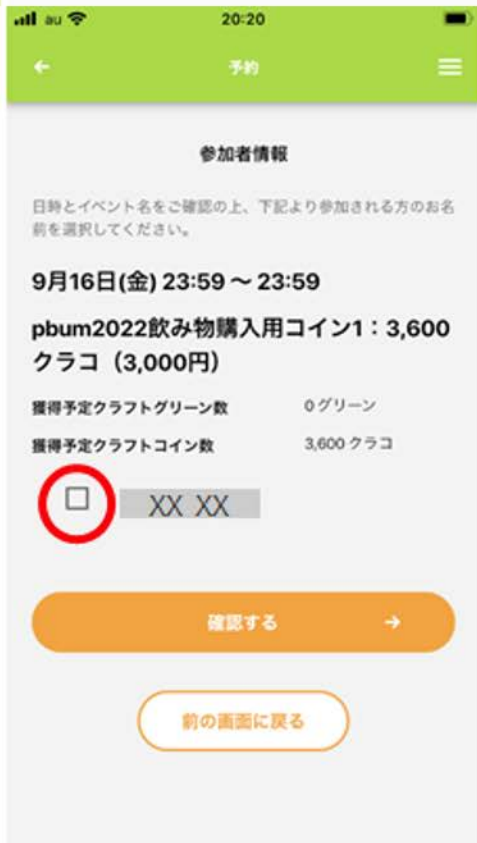 au 20:20
予約
参加者情報
日時とイベント名をご確認の上、下記より参加される方のお名
前を選択してください。
9月16日(金) 23:59 ～ 23:59
pbum2022飲み物購入用コイン1：3,600
クラコ（3,000円）
獲得予定クラフトグリーン数 0 グリーン
獲得予定クラフトコイン数 3,600 クラコ
XX XX
確認する →
前の画面に戻る